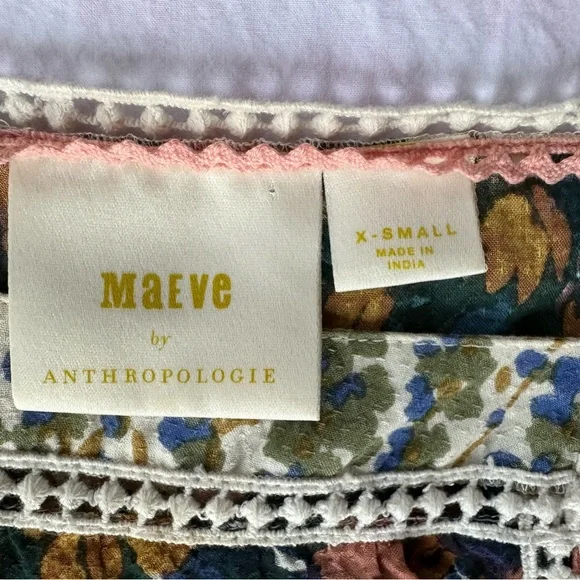 MaEVe
by
ANTHROPOLOGIE
X-SMALL
MADE IN
INDIA